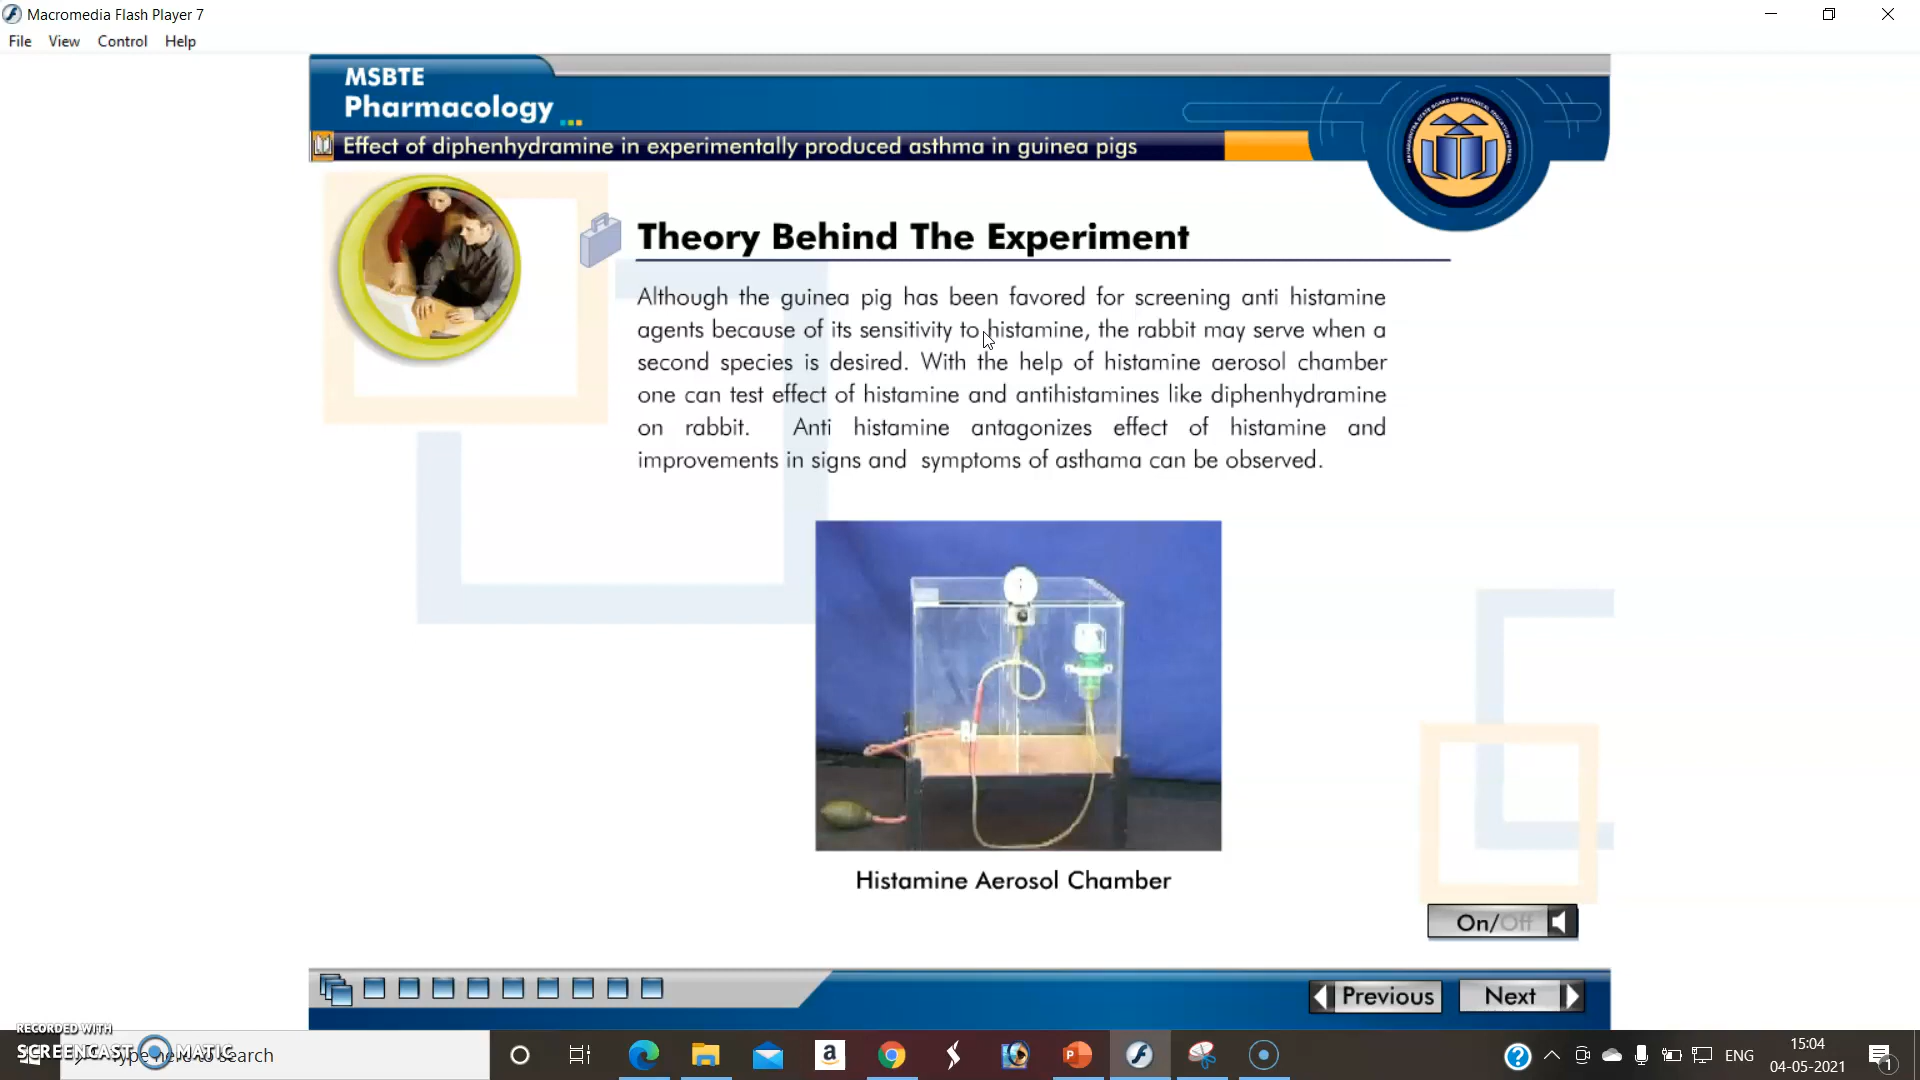 Macromedia Flash Player 7
File View Control Help
MSBTE
Pharmacology
Effect of diphenhydramine in experimentally produced asthma in guinea pigs
Theory Behind The Experiment
Although the guinea pig has been favored for screening anti histamine
agents because of its sensitivity to histamine, the rabbit may serve when a
second species is desired. With the help of histamine aerosol chamber
one can test effect of histamine and antihistamines like diphenhydramine
on rabbit. Anti histamine antagonizes effect of histamine and
improvements in signs and symptoms of asthama can be observed.
Histamine Aerosol Chamber
On/Off
Previous Next
RECORDED WITH
SCREENCAST MATIC
Type here to search
ENG
15:04
04-05-2021
1